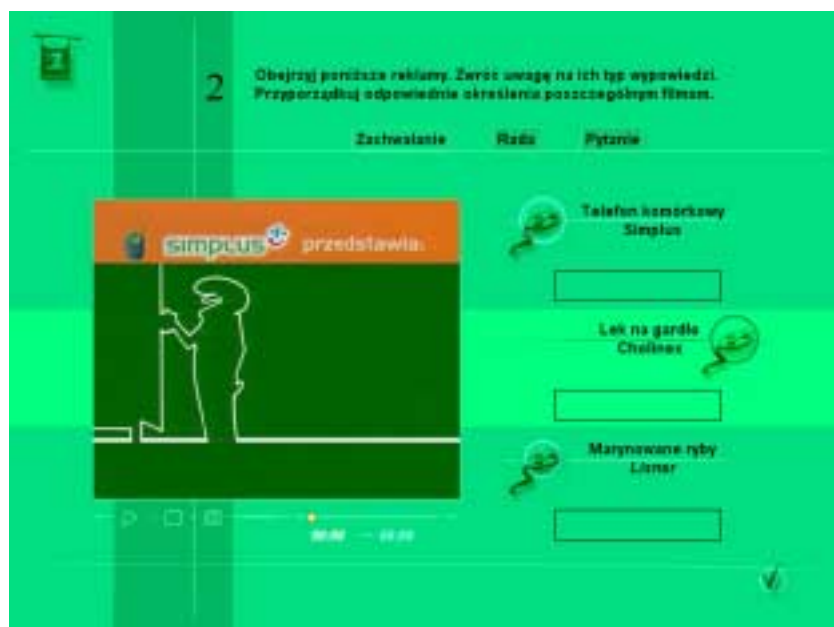 2
2
Obejrzyj poniższe reklamy. Zwróć uwagę na ich typ wypowiedzi.
Przyporządkuj odpowiednie określenia poszczególnym filmom.
Zachwalanie Rada Pytanie
simplus przedstawia:
Telefon komórkowy
Simplus
Lek na gardło
Cholinex
Marynowane ryby
Lisner